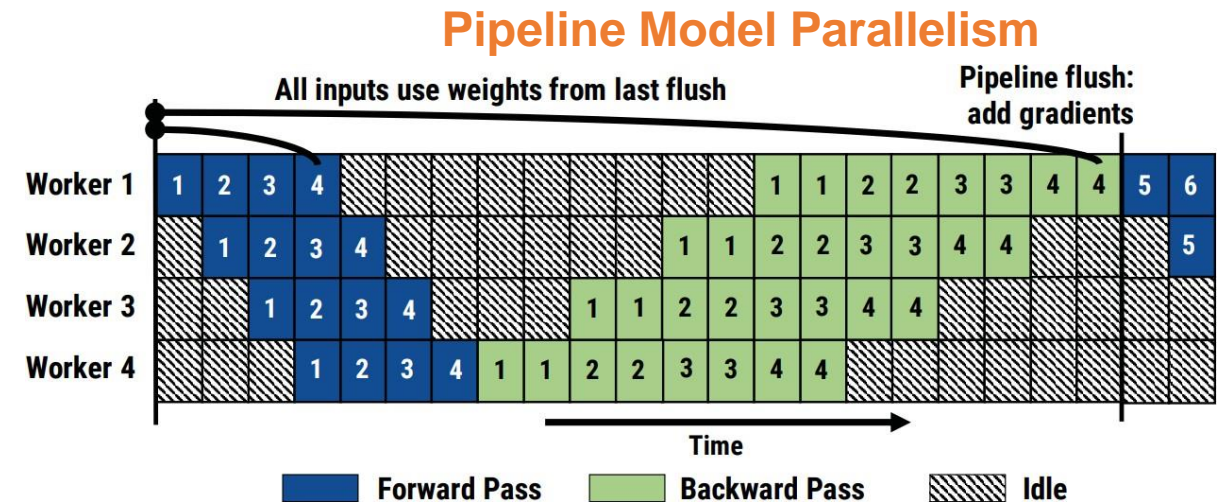 Pipeline Model Parallelism
All inputs use weights from last flush
Pipeline flush:
add gradients
Worker 1 1 2 3 4 1 1 2 2 3 3 4 4 5 6
Worker 2 1 2 3 4 1 1 2 2 3 3 4 4 5
Worker 3 1 2 3 4 1 1 2 2 3 3 4 4
Worker 4 1 2 3 4 1 1 2 2 3 3 4 4
Time
Forward Pass Backward Pass Idle